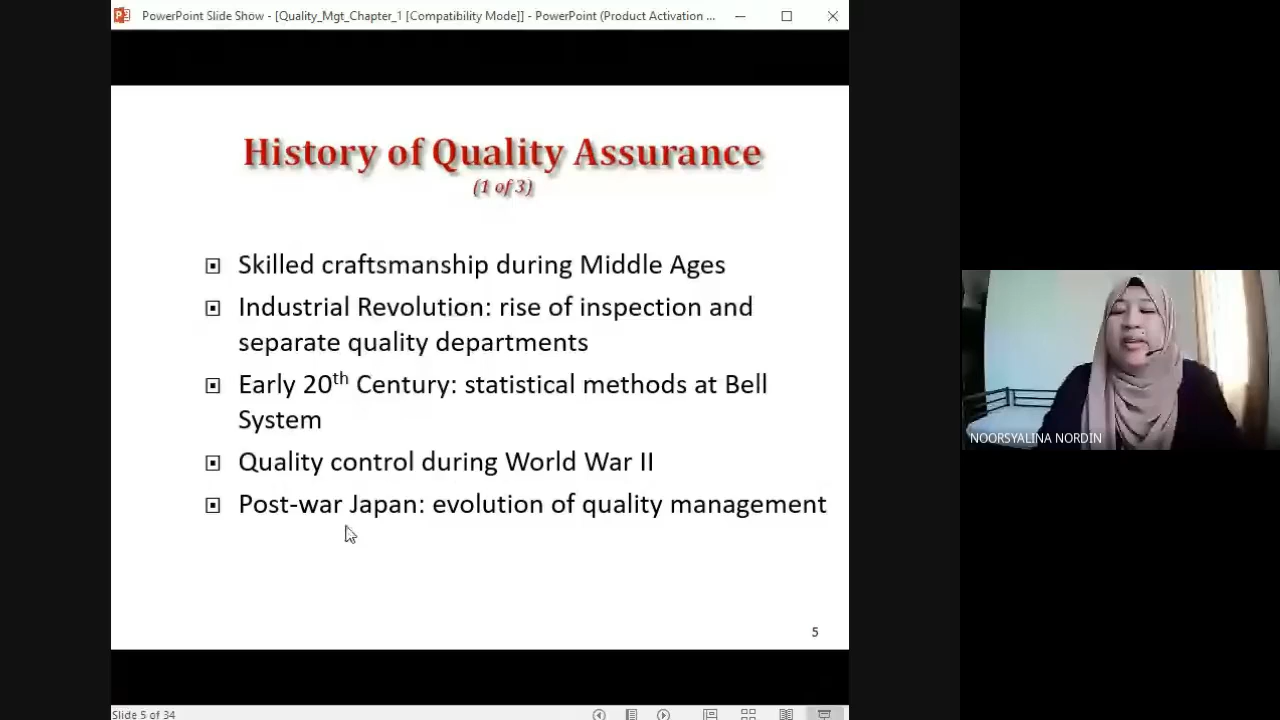 PowerPoint Slide Show - [Quality_Mgt_Chapter_1 [Compatibility Mode]] - PowerPoint (Product Activation ...
History of Quality Assurance
(1 of 3)
Skilled craftsmanship during Middle Ages
Industrial Revolution: rise of inspection and
separate quality departments
Early 20th Century: statistical methods at Bell
System
Quality control during World War II
Post-war Japan: evolution of quality management
NOORSYALINA NORDIN
5
Slide 5 of 34